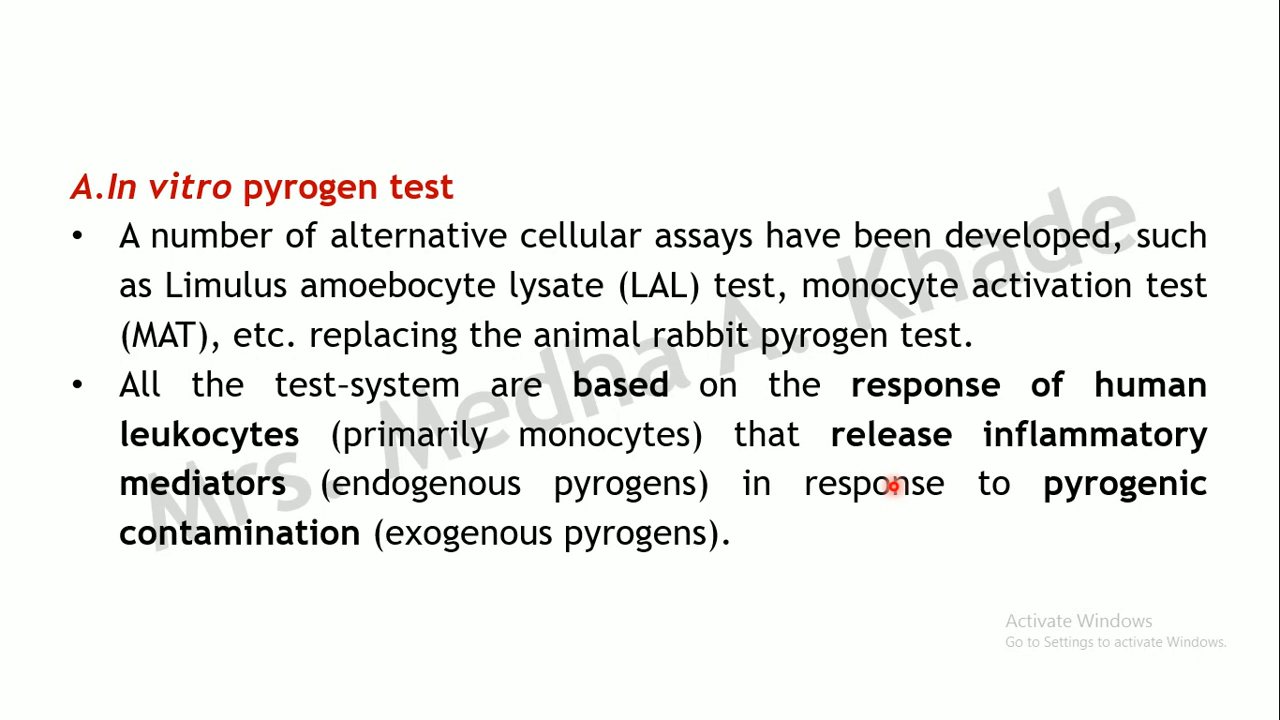 A.In vitro pyrogen test
• A number of alternative cellular assays have been developed, such
as Limulus amoebocyte lysate (LAL) test, monocyte activation test
(MAT), etc. replacing the animal rabbit pyrogen test.
• All the test-system are based on the response of human
leukocytes (primarily monocytes) that release inflammatory
mediators (endogenous pyrogens) in response to pyrogenic
contamination (exogenous pyrogens).
Mrs. Medha A. Khade
Activate Windows
Go to Settings to activate Windows.